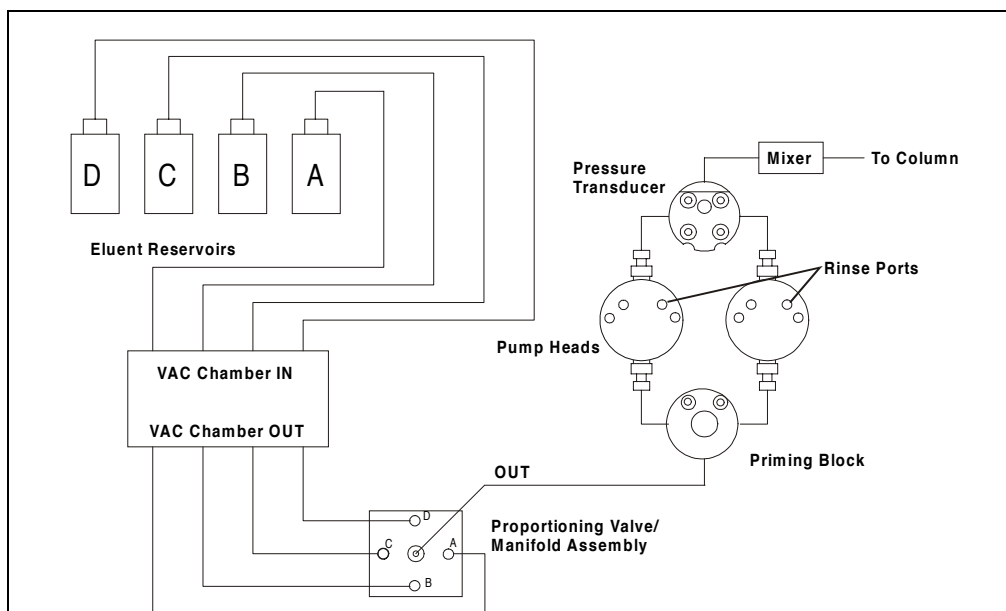 D
C
B
A
Eluent Reservoirs
Mixer
To Column
Pressure
Transducer
Rinse Ports
Pump Heads
VAC Chamber IN
VAC Chamber OUT
Priming Block
OUT
D
C
A
B
Proportioning Valve/
Manifold Assembly